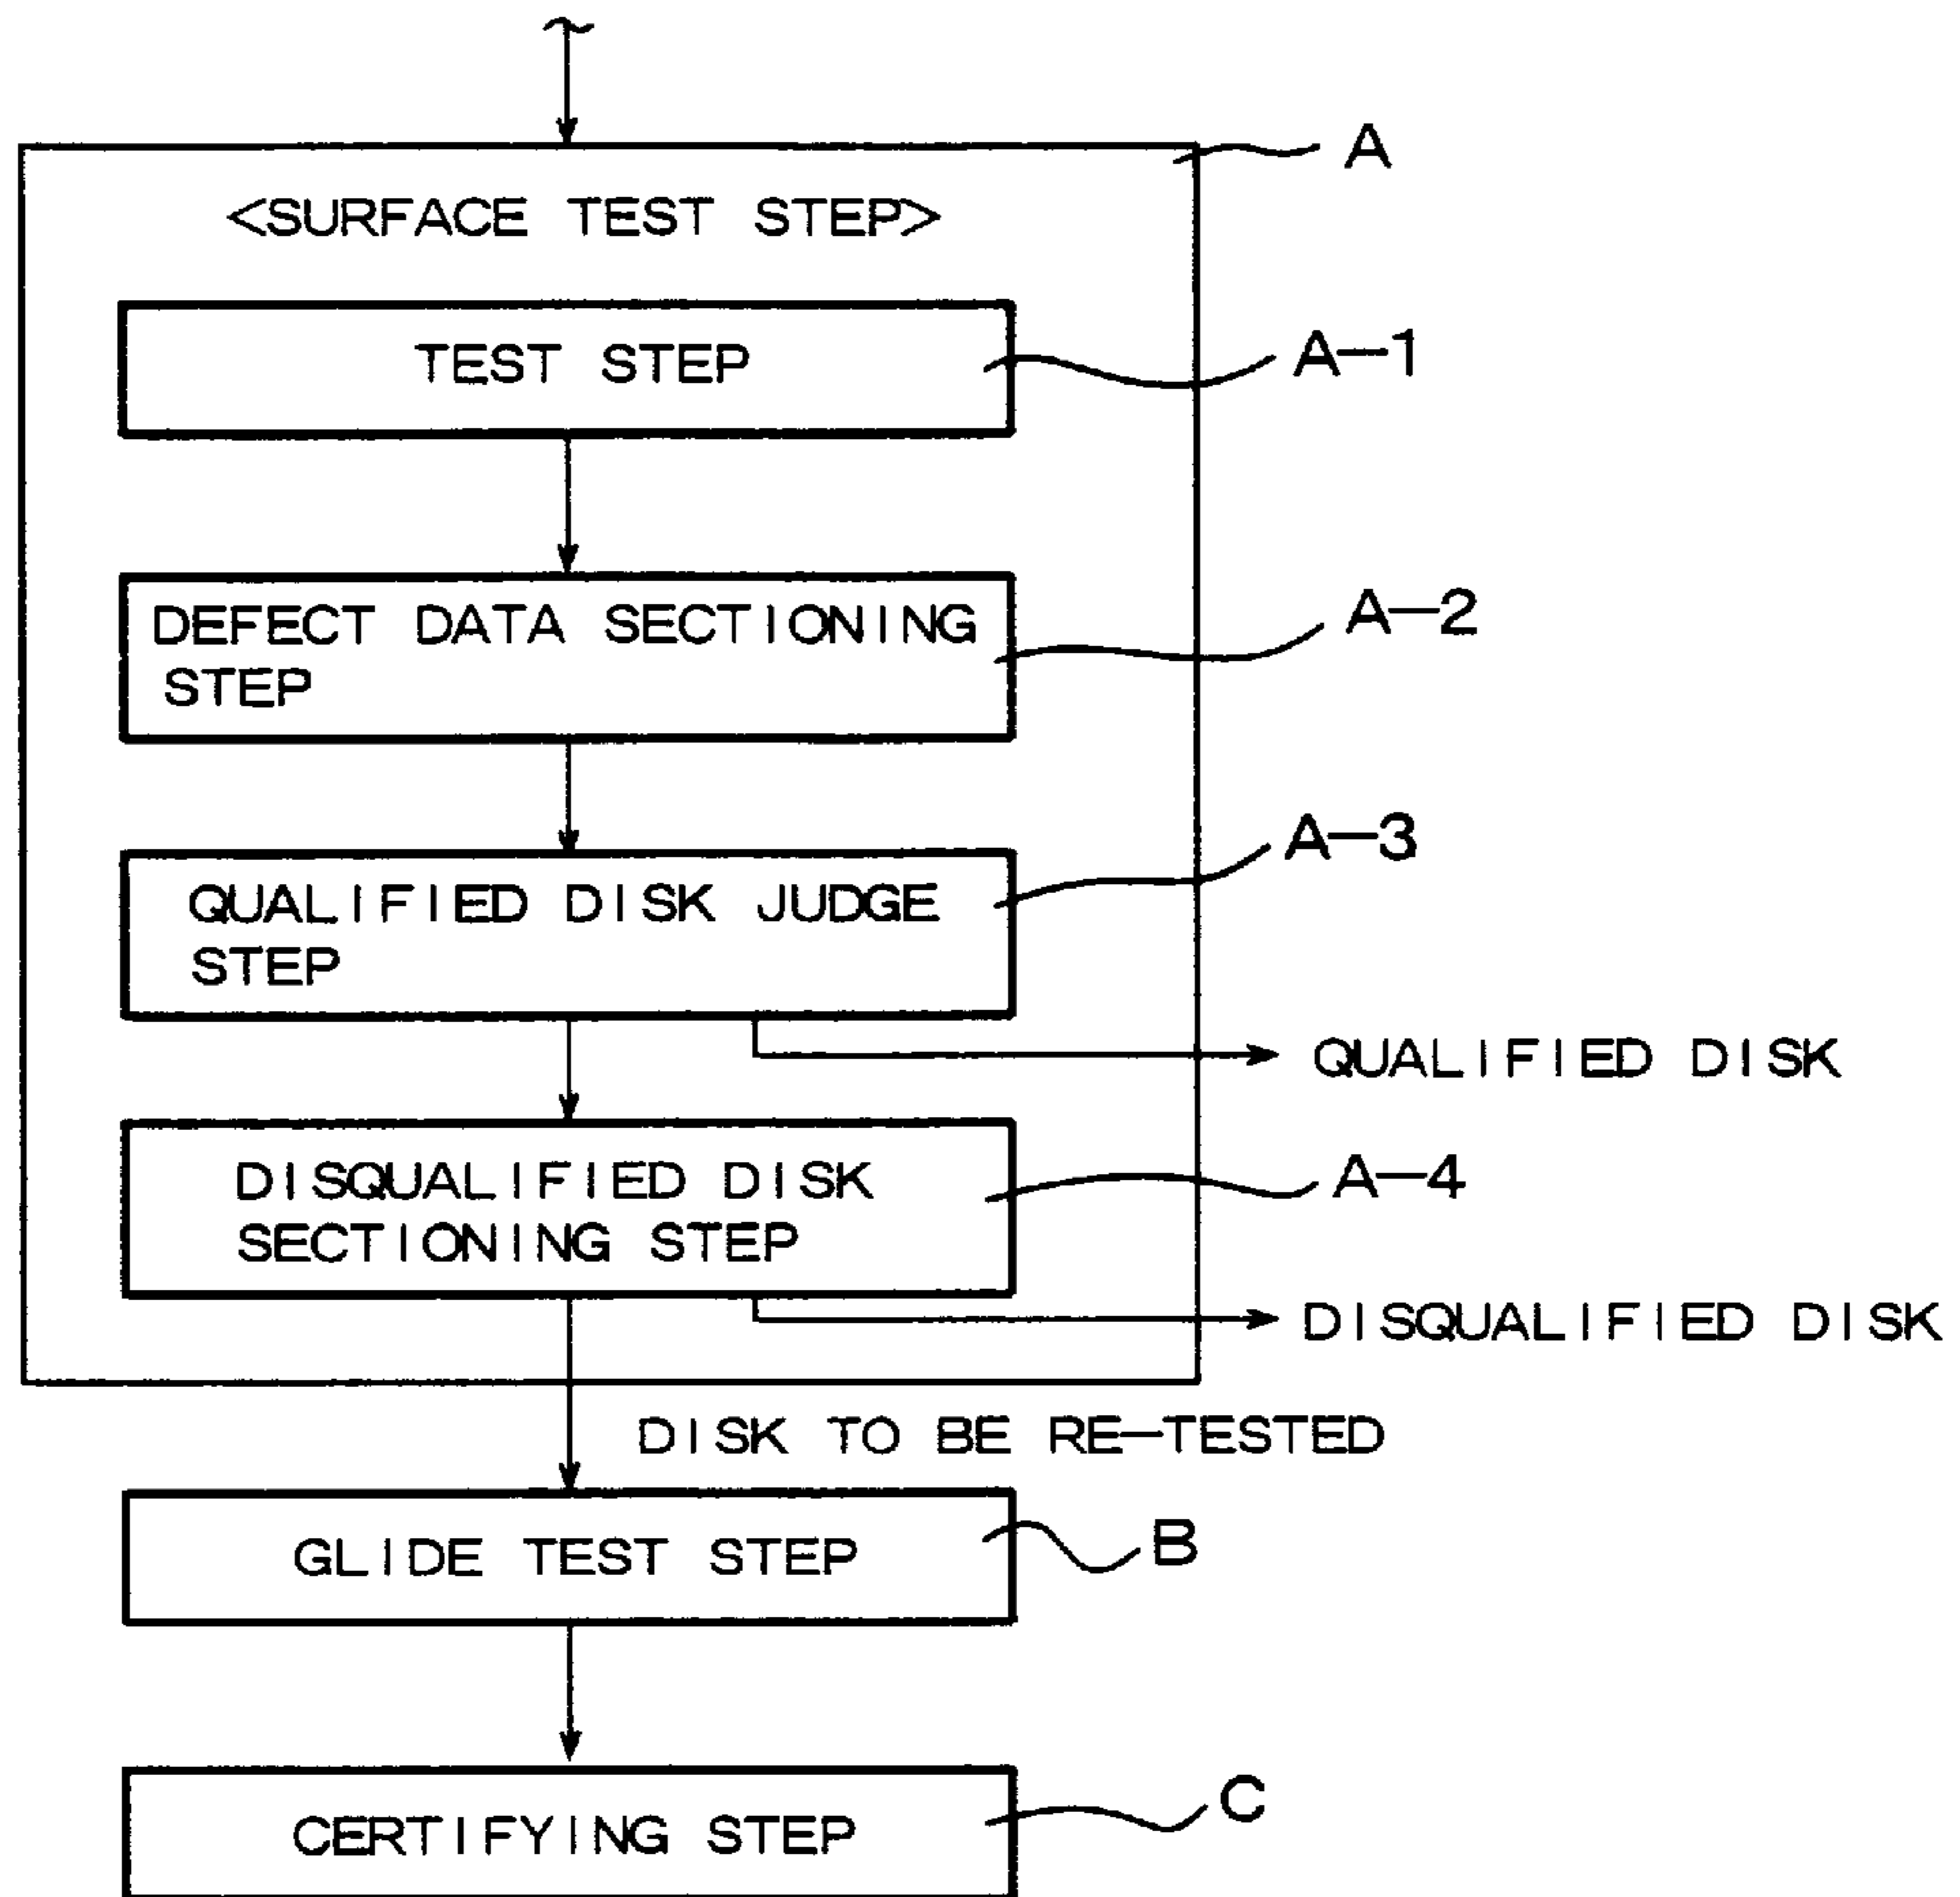 A
<SURFACE TEST STEP>
TEST STEP
A-1
DEFECT DATA SECTIONING
STEP
A-2
QUALIFIED DISK JUDGE
STEP
A-3
QUALIFIED DISK
DISQUALIFIED DISK
SECTIONING STEP
A-4
DISQUALIFIED DISK
DISK TO BE RE-TESTED
GLIDE TEST STEP
B
CERTIFYING STEP
C